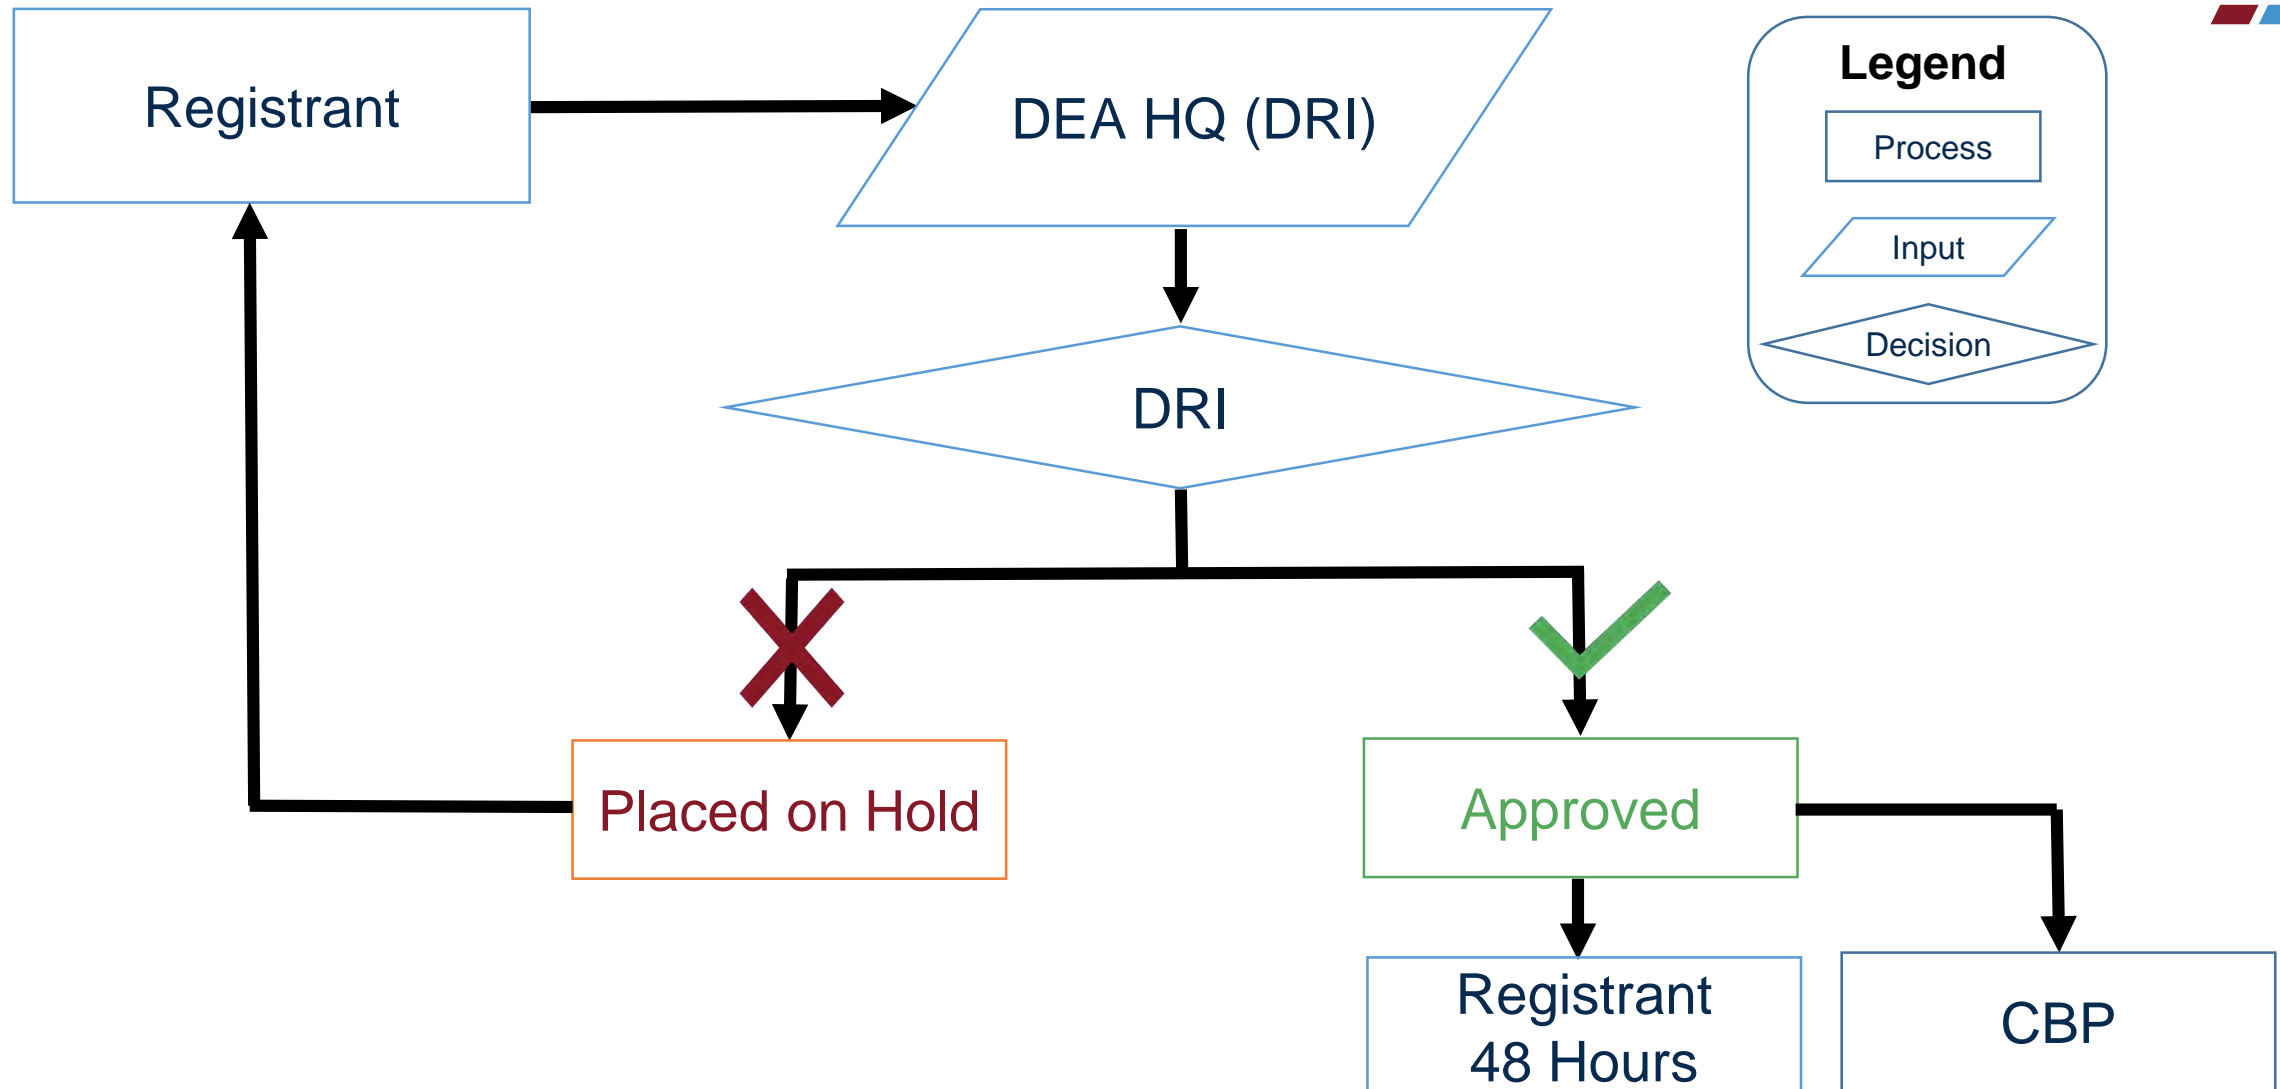 Registrant
DEA HQ (DRI)
Legend
Process
Input
Decision
DRI
Placed on Hold
Approved
Registrant
48 Hours
CBP